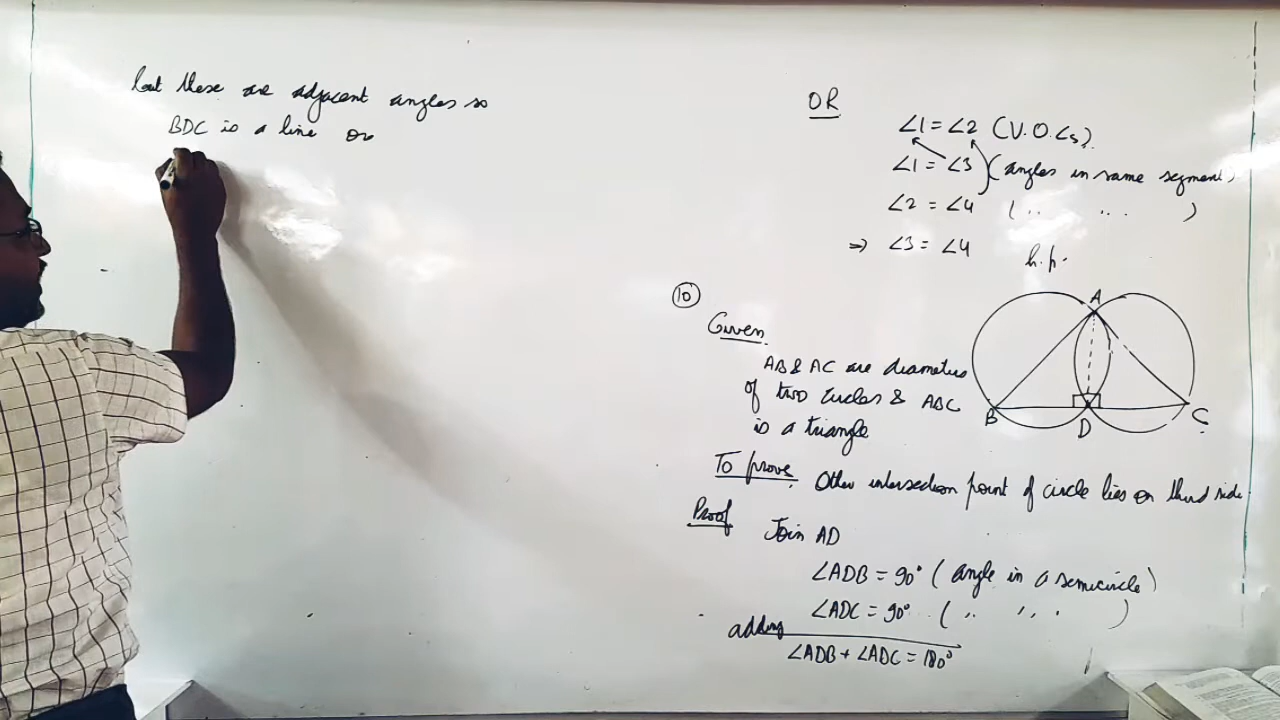 but these are adjacent angles so
BDC is a line or
OR
∠1 = ∠2 (V.O.∠s)
∠1 = ∠3 (angles in same segment)
∠2 = ∠4 ( ,, ,, )
=> ∠3 = ∠4
h.p.
10
Given
AB & AC are diameters
of two circles & ABC
is a triangle
To prove. Other intersection point of circle lies on third side
Proof Join AD
∠ADB = 90° (angle in a semicircle)
∠ADC = 90° ( ,, ,, )
adding
∠ADB + ∠ADC = 180°
A
B
D
C